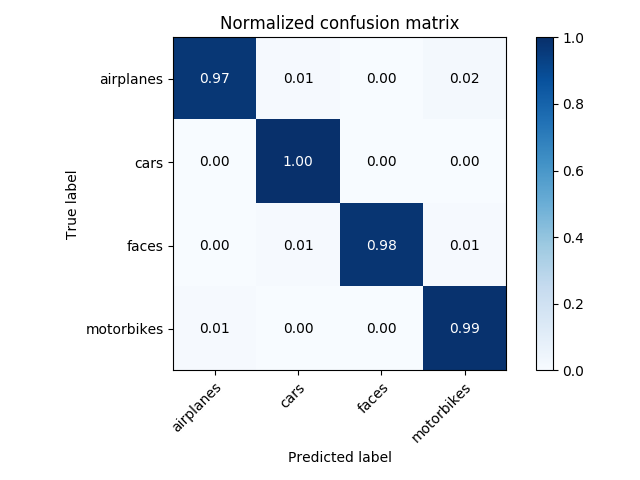 Normalized confusion matrix
True label
airplanes 0.97 0.01 0.00 0.02
cars 0.00 1.00 0.00 0.00
faces 0.00 0.01 0.98 0.01
motorbikes 0.01 0.00 0.00 0.99
airplanes cars faces motorbikes
Predicted label
1.0
0.8
0.6
0.4
0.2
0.0